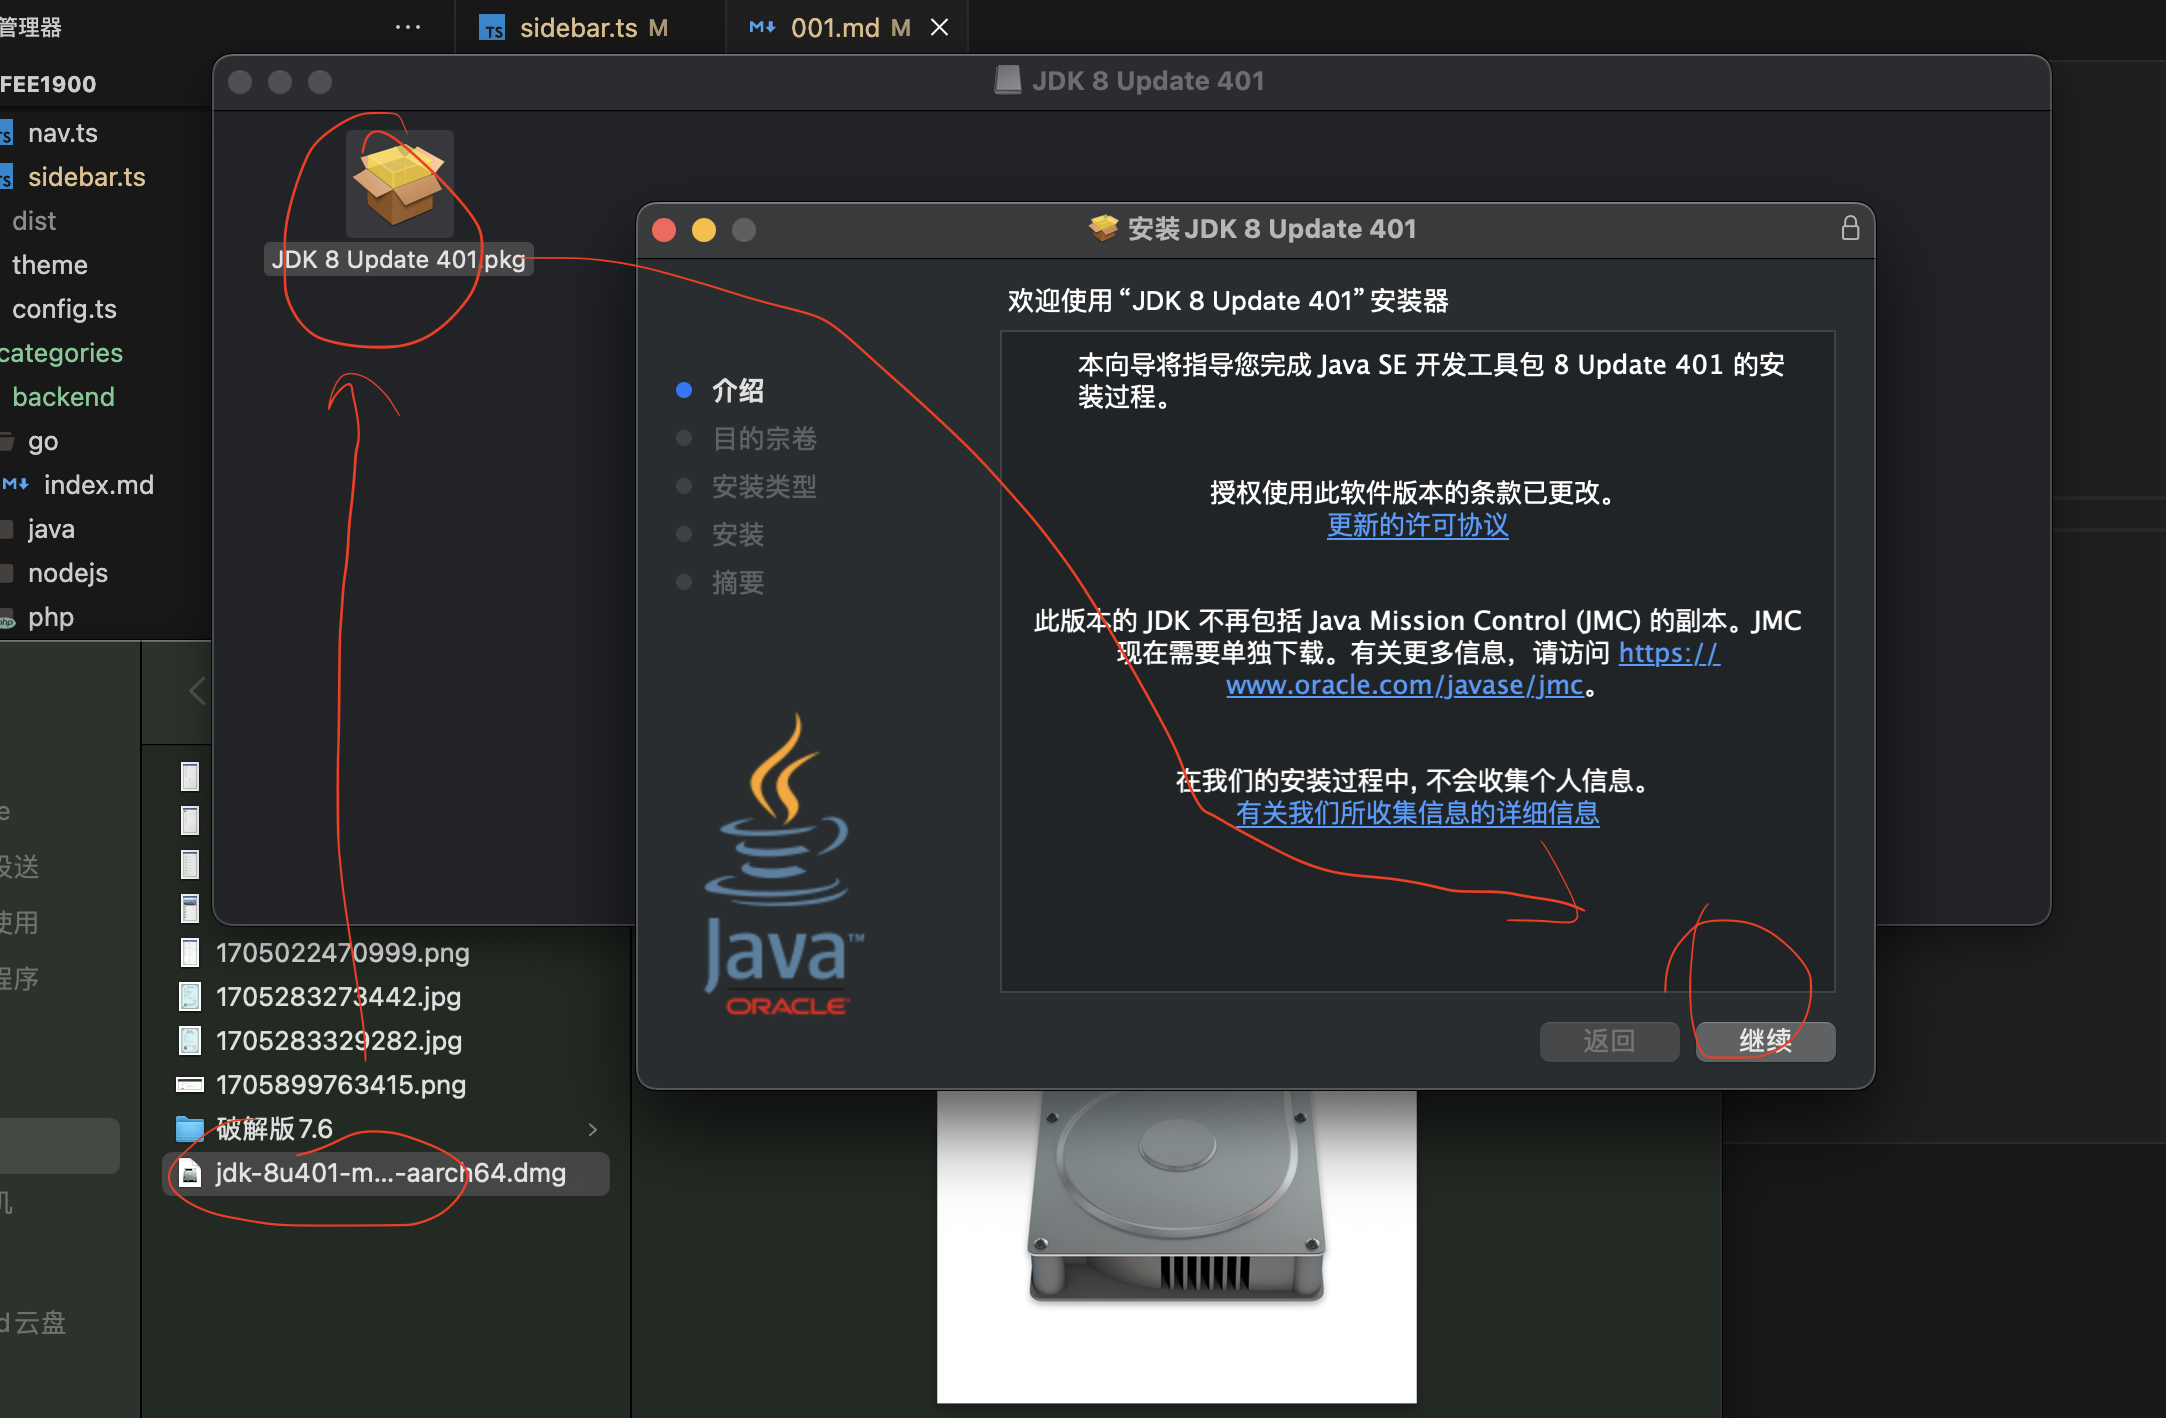 管理器
sidebar.ts M
001.md M
FEE1900
nav.ts
sidebar.ts
dist
theme
config.ts
categories
backend
go
index.md
java
nodejs
php
JDK 8 Update 401
JDK 8 Update 401.pkg
安装 JDK 8 Update 401
欢迎使用“JDK 8 Update 401”安装器
介绍
目的宗卷
安装类型
安装
摘要
本向导将指导您完成 Java SE 开发工具包 8 Update 401 的安
装过程。
授权使用此软件版本的条款已更改。
更新的许可协议
此版本的 JDK 不再包括 Java Mission Control (JMC) 的副本。JMC
现在需要单独下载。有关更多信息，请访问 https://
www.oracle.com/javase/jmc。
在我们的安装过程中, 不会收集个人信息。
有关我们所收集信息的详细信息
Java™
ORACLE
返回
继续
e
投送
使用
程序
机
d云盘
1705022470999.png
1705283273442.jpg
1705283329282.jpg
1705899763415.png
破解版7.6
jdk-8u401-m...-aarch64.dmg